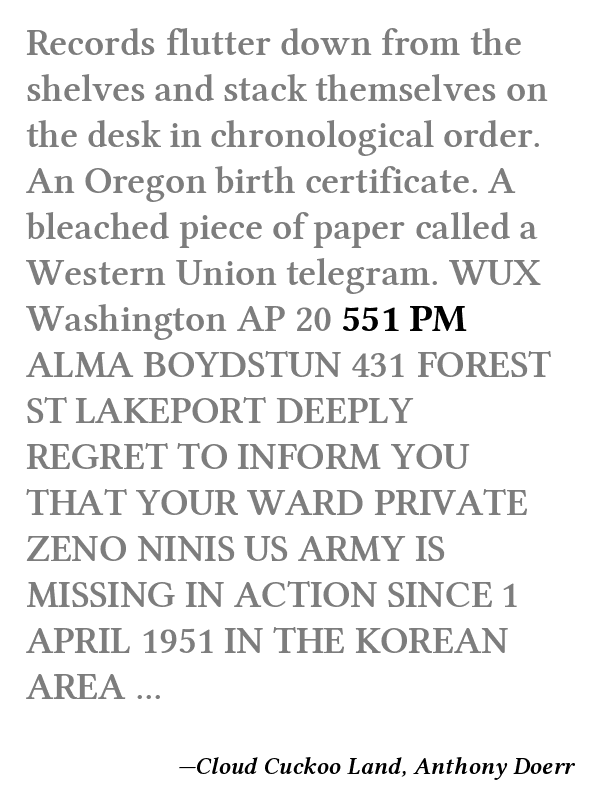 Records flutter down from the
shelves and stack themselves on
the desk in chronological order.
An Oregon birth certificate. A
bleached piece of paper called a
Western Union telegram. WUX
Washington AP 20 551 PM
ALMA BOYDSTUN 431 FOREST
ST LAKEPORT DEEPLY
REGRET TO INFORM YOU
THAT YOUR WARD PRIVATE
ZENO NINIS US ARMY IS
MISSING IN ACTION SINCE 1
APRIL 1951 IN THE KOREAN
AREA ...
—Cloud Cuckoo Land, Anthony Doerr